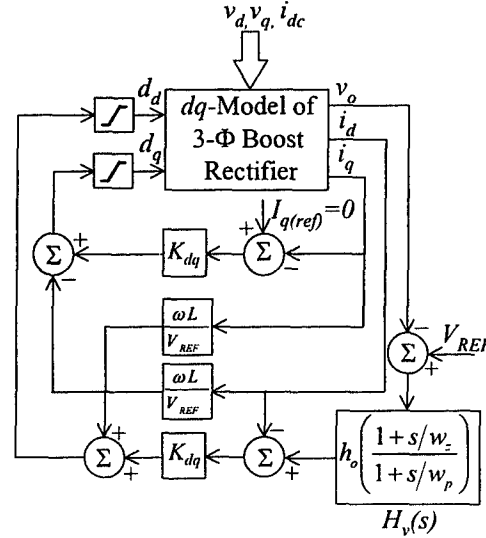 v_d, v_q, i_dc
d_d
d_q
dq-Model of
3-Φ Boost
Rectifier
v_o
i_d
i_q
I_q(ref)=0
+
−
Σ
+
−
K_dq
Σ
ωL
V_REF
ωL
V_REF
−
Σ
+
V_REF
+
Σ
+
K_dq
−
Σ
+
h_o ( 1+s/w_z / 1+s/w_p )
H_v(s)